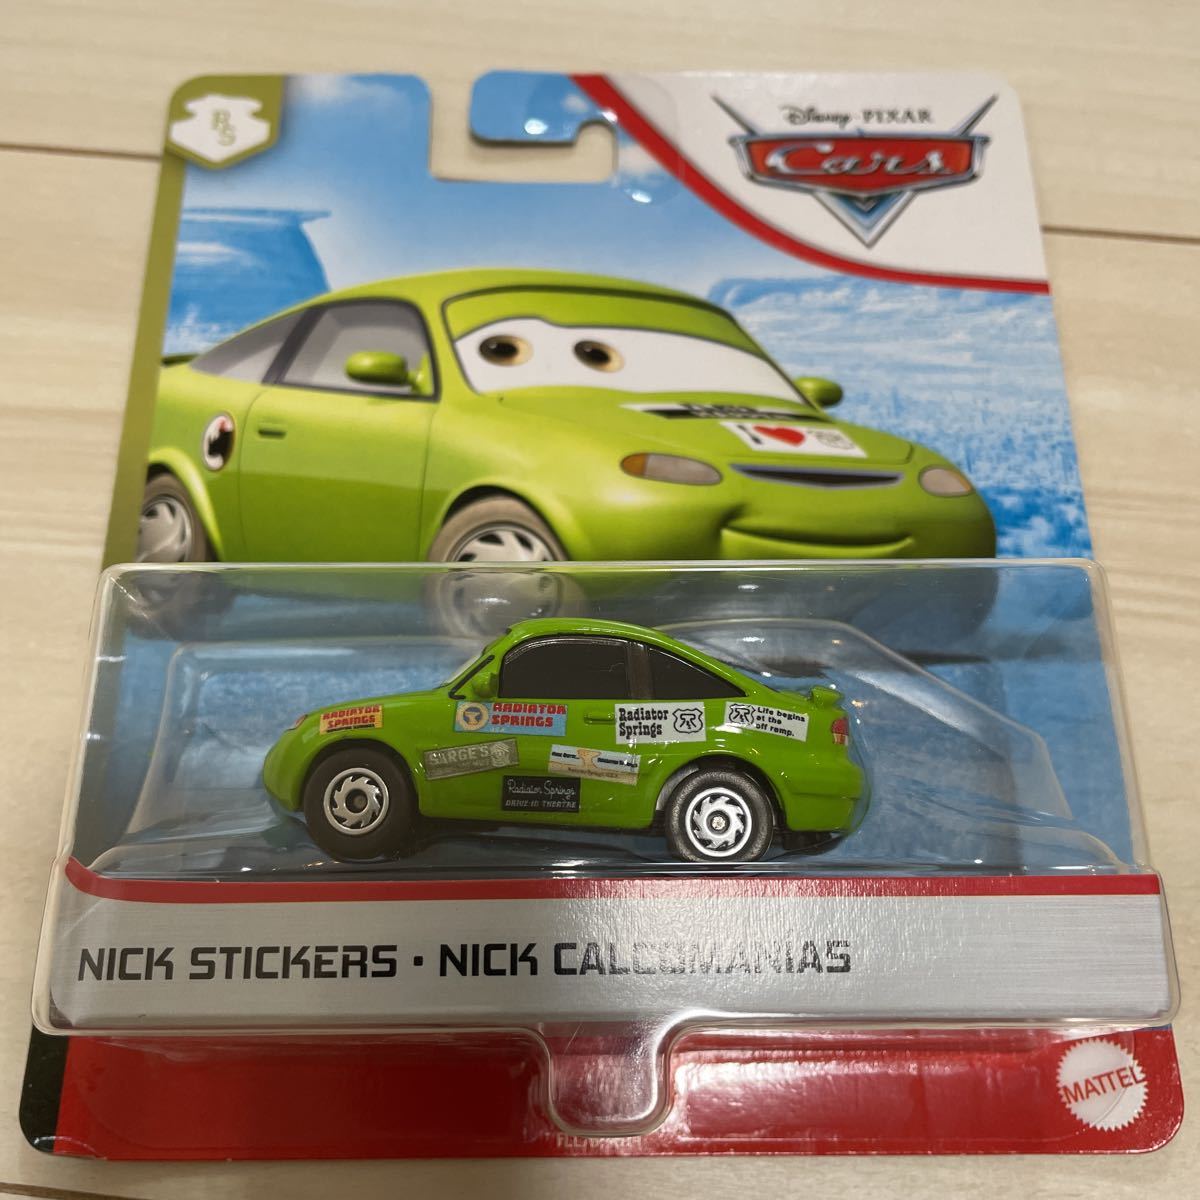 RS
Disney · PIXAR
Cars
I ♥
RADIATOR
SPRINGS
RADIATOR
SPRINGS
SARGE'S
Radiator
Springs
Life begins
at the
off ramp.
Radiator Springs
DRIVE IN THEATRE
NICK STICKERS · NICK CALCOMANIAS
MATTEL